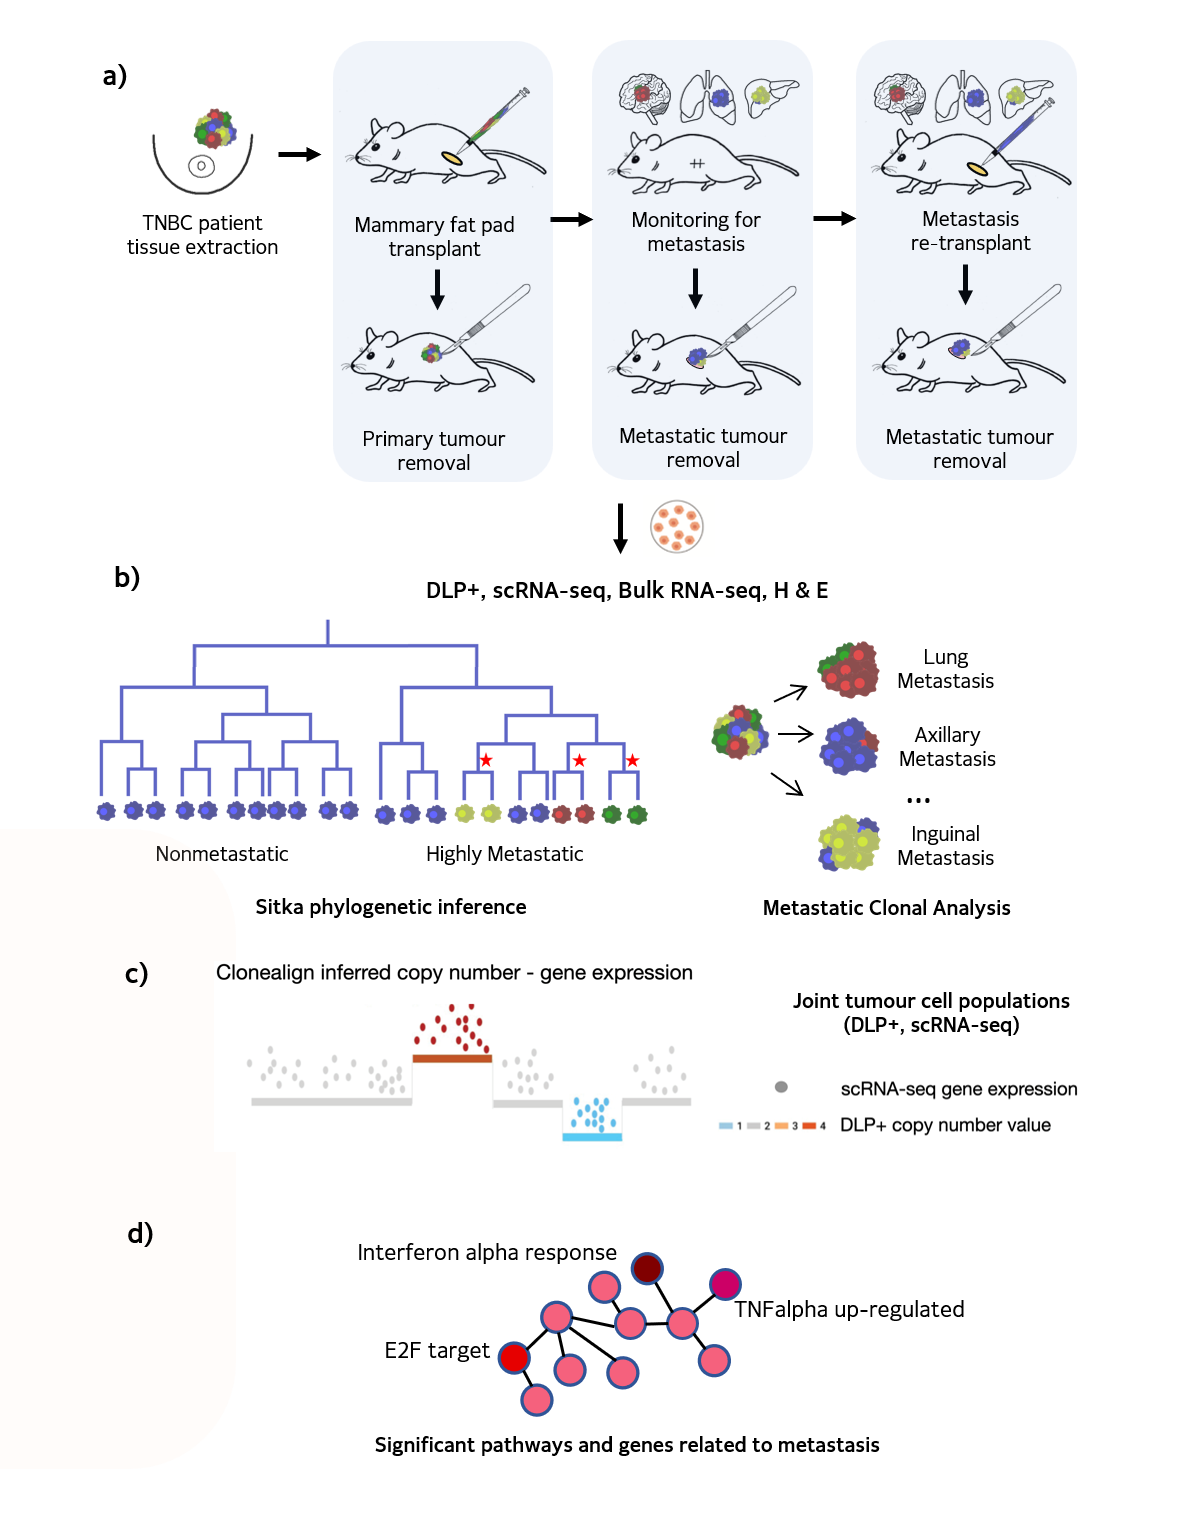 a)
TNBC patient
tissue extraction
Mammary fat pad
transplant
Monitoring for
metastasis
Metastasis
re-transplant
Primary tumour
removal
Metastatic tumour
removal
Metastatic tumour
removal
b)
DLP+, scRNA-seq, Bulk RNA-seq, H & E
Nonmetastatic
Highly Metastatic
Sitka phylogenetic inference
Lung
Metastasis
Axillary
Metastasis
...
Inguinal
Metastasis
Metastatic Clonal Analysis
c)
Clonealign inferred copy number - gene expression
Joint tumour cell populations
(DLP+, scRNA-seq)
scRNA-seq gene expression
1 2 3 4 DLP+ copy number value
d)
Interferon alpha response
TNFalpha up-regulated
E2F target
Significant pathways and genes related to metastasis